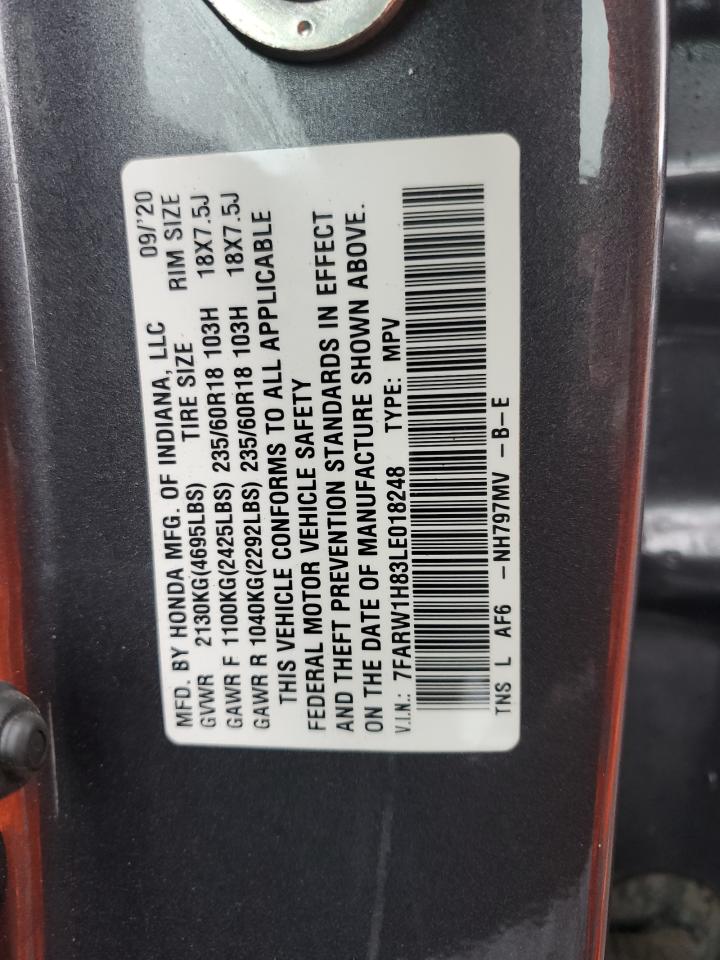 MFD. BY HONDA MFG. OF INDIANA, LLC 09/'20
GVWR 2130KG(4695LBS) TIRE SIZE RIM SIZE
GAWR F 1100KG(2425LBS) 235/60R18 103H 18X7.5J
GAWR R 1040KG(2292LBS) 235/60R18 103H 18X7.5J
THIS VEHICLE CONFORMS TO ALL APPLICABLE
FEDERAL MOTOR VEHICLE SAFETY
AND THEFT PREVENTION STANDARDS IN EFFECT
ON THE DATE OF MANUFACTURE SHOWN ABOVE.
V.I.N.: 7FARW1H83LE018248 TYPE: MPV
TNS L AF6 -NH797MV -B-E